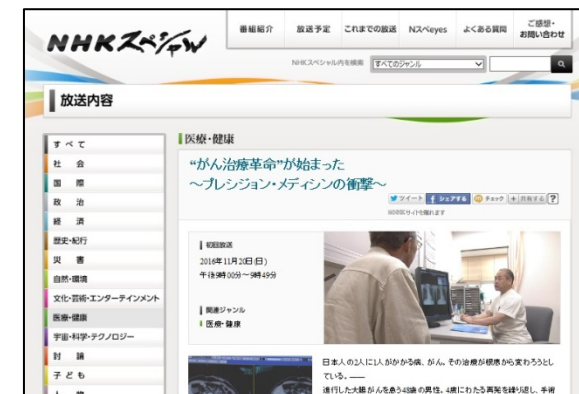 NHKスペシャル
番組紹介
放送予定
これまでの放送
Nスペeyes
よくある質問
ご感想・
お問い合わせ
NHKスペシャル内を検索
すべてのジャンル
放送内容
すべて
社 会
国 際
政 治
経 済
歴史・紀行
災 害
自然・環境
文化・芸術・エンターテインメント
医療・健康
宇宙・科学・テクノロジー
討 論
子ども
医療・健康
“がん治療革命”が始まった
～プレシジョン・メディシンの衝撃～
ツイート
シェアする
チェック
共有する
?
NHKサイトを離れます
初回放送
2016年11月20日(日)
午後9時00分～9時49分
関連ジャンル
医療・健康
日本人の2人に1人がかかる病、がん。その治療が根底から変わろうとし
ている。――
進行した大腸がんを患う48歳の男性。4度にわたる再発を繰り返し、手術